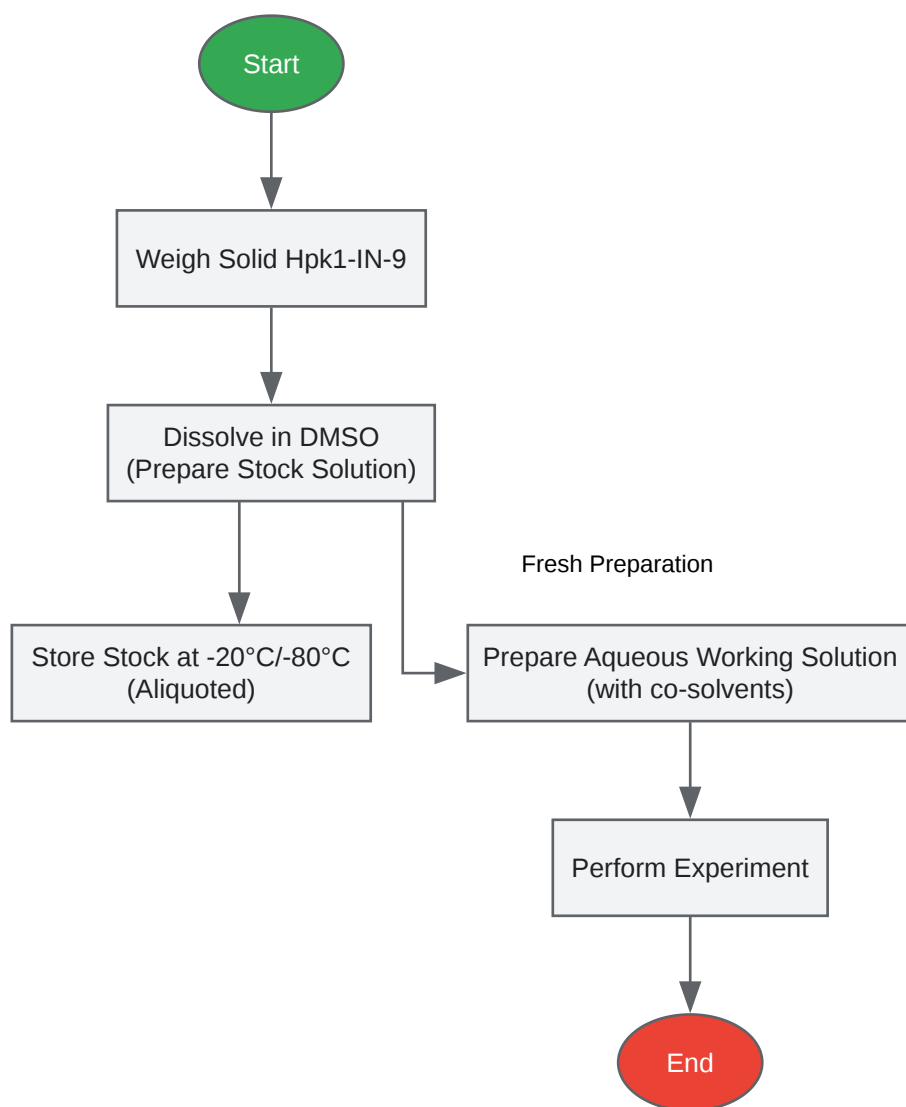 Start
Weigh Solid Hpk1-IN-9
Dissolve in DMSO
(Prepare Stock Solution)
Fresh Preparation
Store Stock at -20°C/-80°C
(Aliquoted)
Prepare Aqueous Working Solution
(with co-solvents)
Perform Experiment
End